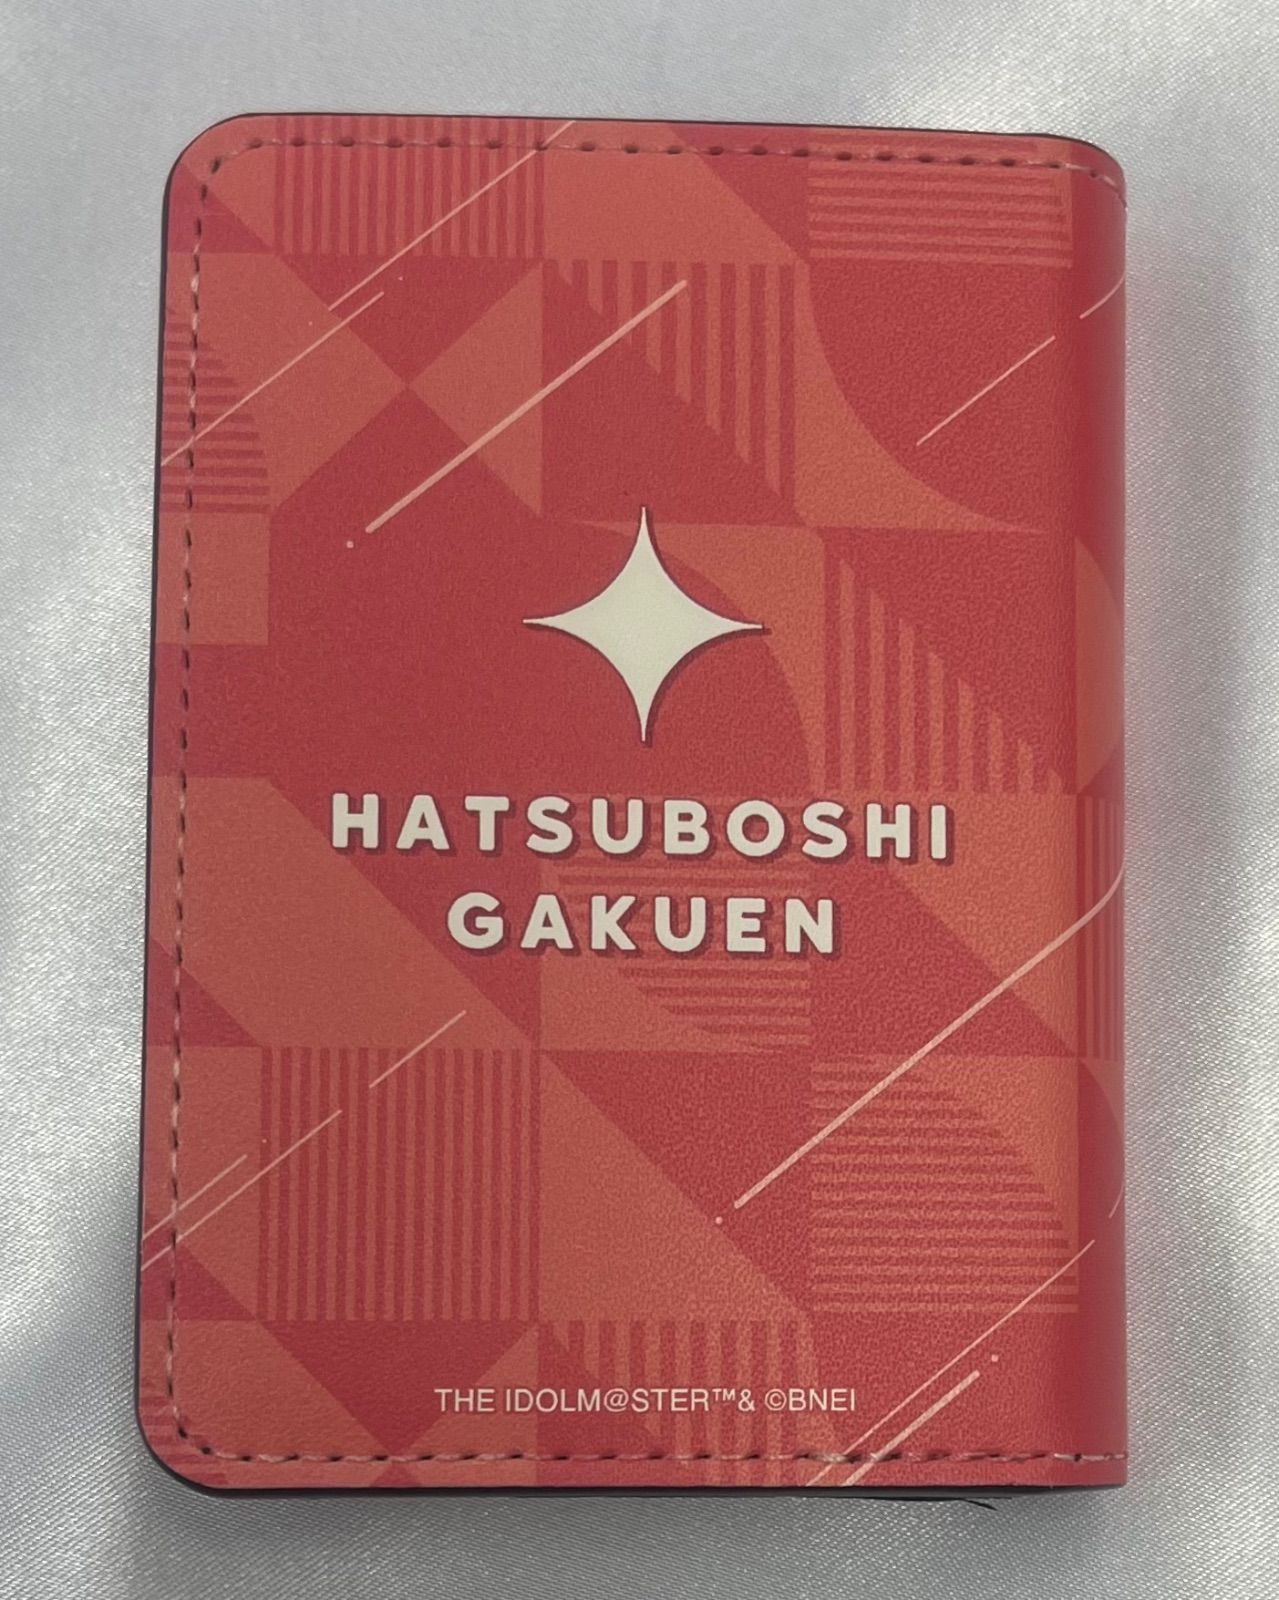 HATSUBOSHI
GAKUEN
THE IDOLM@STER™& ©BNEI